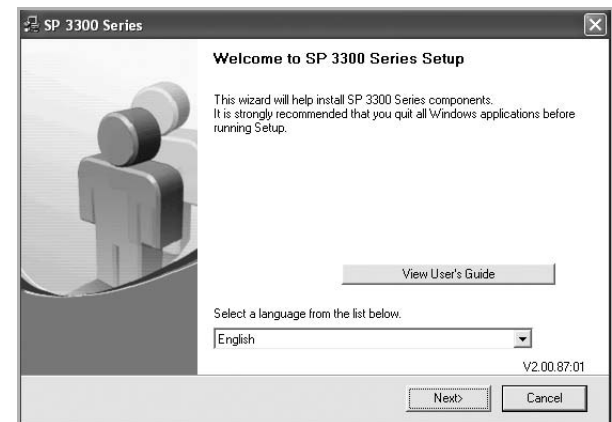 SP 3300 Series
Welcome to SP 3300 Series Setup
This wizard will help install SP 3300 Series components.
It is strongly recommended that you quit all Windows applications before
running Setup.
View User's Guide
Select a language from the list below.
English
V2.00.87:01
Next>
Cancel